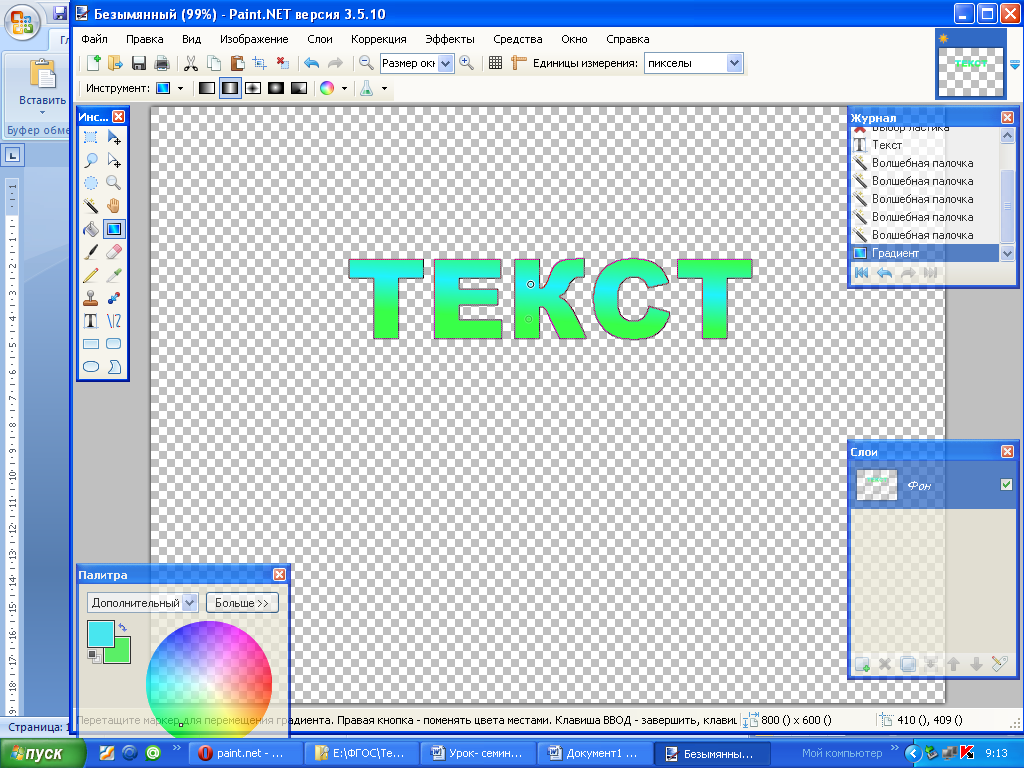 Безымянный (99%) - Paint.NET версия 3.5.10
Файл Правка Вид Изображение Слои Коррекция Эффекты Средства Окно Справка
Размер окн Единицы измерения: пикселы
Инструмент:
Вставить
Буфер обме
Инс...
Журнал
Выбор ластика
Текст
Волшебная палочка
Волшебная палочка
Волшебная палочка
Волшебная палочка
Волшебная палочка
Градиент
ТЕКСТ
ТЕКСТ
Слои
Фон
Палитра
Дополнительный
Больше >>
Страница: 1
Перетащите маркер для перемещения градиента. Правая кнопка - поменять цвета местами. Клавиша ВВОД - завершить, клавиш
800 () x 600 ()
410 (), 409 ()
пуск
paint.net - ...
E:\ФГОС\Те...
Урок- семин...
Документ1 ...
Безымянны...
Мой компьютер
9:13